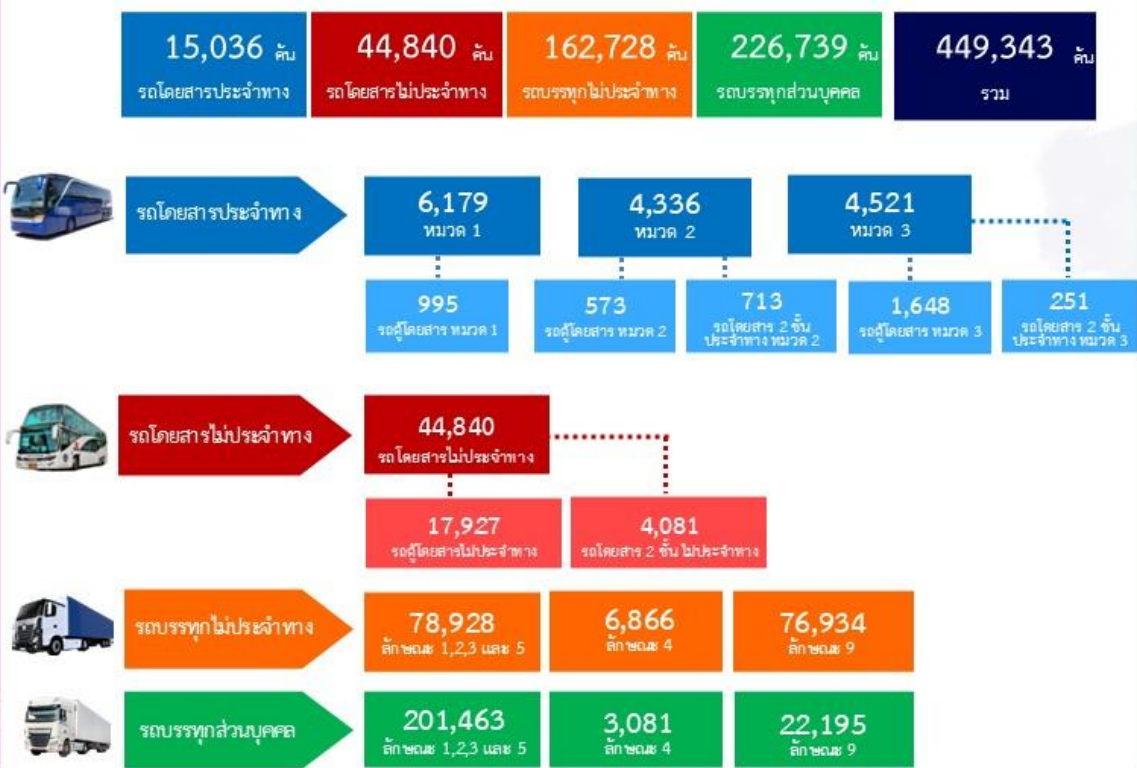 15,036 คัน
รถโดยสารประจำทาง
44,840 คัน
รถโดยสารไม่ประจำทาง
162,728 คัน
รถบรรทุกไม่ประจำทาง
226,739 คัน
รถบรรทุกส่วนบุคคล
449,343 คัน
รวม
รถโดยสารประจำทาง
6,179
หมวด 1
4,336
หมวด 2
4,521
หมวด 3
995
รถตู้โดยสาร หมวด 1
573
รถตู้โดยสาร หมวด 2
713
รถโดยสาร 2 ชั้น
ประจำทาง หมวด 2
1,648
รถตู้โดยสาร หมวด 3
251
รถโดยสาร 2 ชั้น
ประจำทาง หมวด 3
รถโดยสารไม่ประจำทาง
44,840
รถโดยสารไม่ประจำทาง
17,927
รถตู้โดยสารไม่ประจำทาง
4,081
รถโดยสาร 2 ชั้น ไม่ประจำทาง
รถบรรทุกไม่ประจำทาง
78,928
ลักษณะ 1,2,3 และ 5
6,866
ลักษณะ 4
76,934
ลักษณะ 9
รถบรรทุกส่วนบุคคล
201,463
ลักษณะ 1,2,3 และ 5
3,081
ลักษณะ 4
22,195
ลักษณะ 9